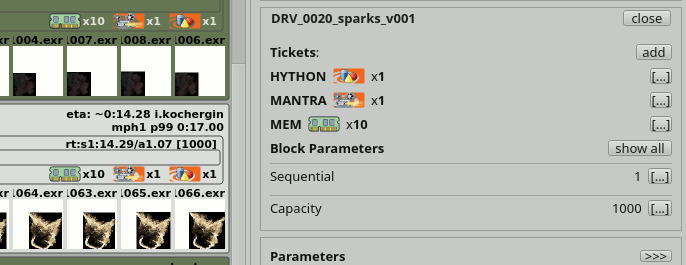 x10 x1 x1
.004.exr .007.exr .008.exr .006.exr
eta: ~0:14.28 i.kochergin
mph1 p99 0:17.00
rt:s1:14.29/a1.07 [1000]
x10 x1 x1
.064.exr .063.exr .065.exr .066.exr
DRV_0020_sparks_v001 close
Tickets: add
HYTHON x1 [...]
MANTRA x1 [...]
MEM x10 [...]
Block Parameters show all
Sequential 1 [...]
Capacity 1000 [...]
Parameters >>>